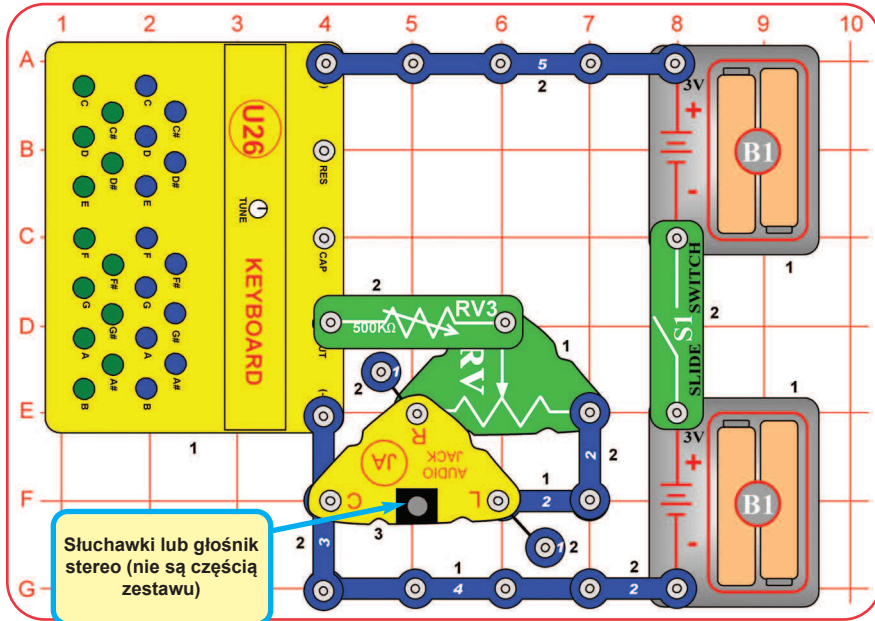 1 2 3 4 5 6 7 8 9 10
A
B
C
D
E
F
G
C
C#
D
D#
E
F
F#
G
G#
A
A#
B
C
C#
D
D#
E
F
F#
G
G#
A
A#
B
U26
TUNE
KEYBOARD
)
RES
CAP
UT
(-
5
2
3V
+
-
B1
1
S1
SLIDE SWITCH
2
2
RV3
500KΩ
RV
1
2
1
1
2
2
3V
+
-
B1
1
R
JA
AUDIO
JACK
C
L
3
1
2
1
2
2
3
1
4
2
2
Słuchawki lub głośnik
stereo (nie są częścią
zestawu)